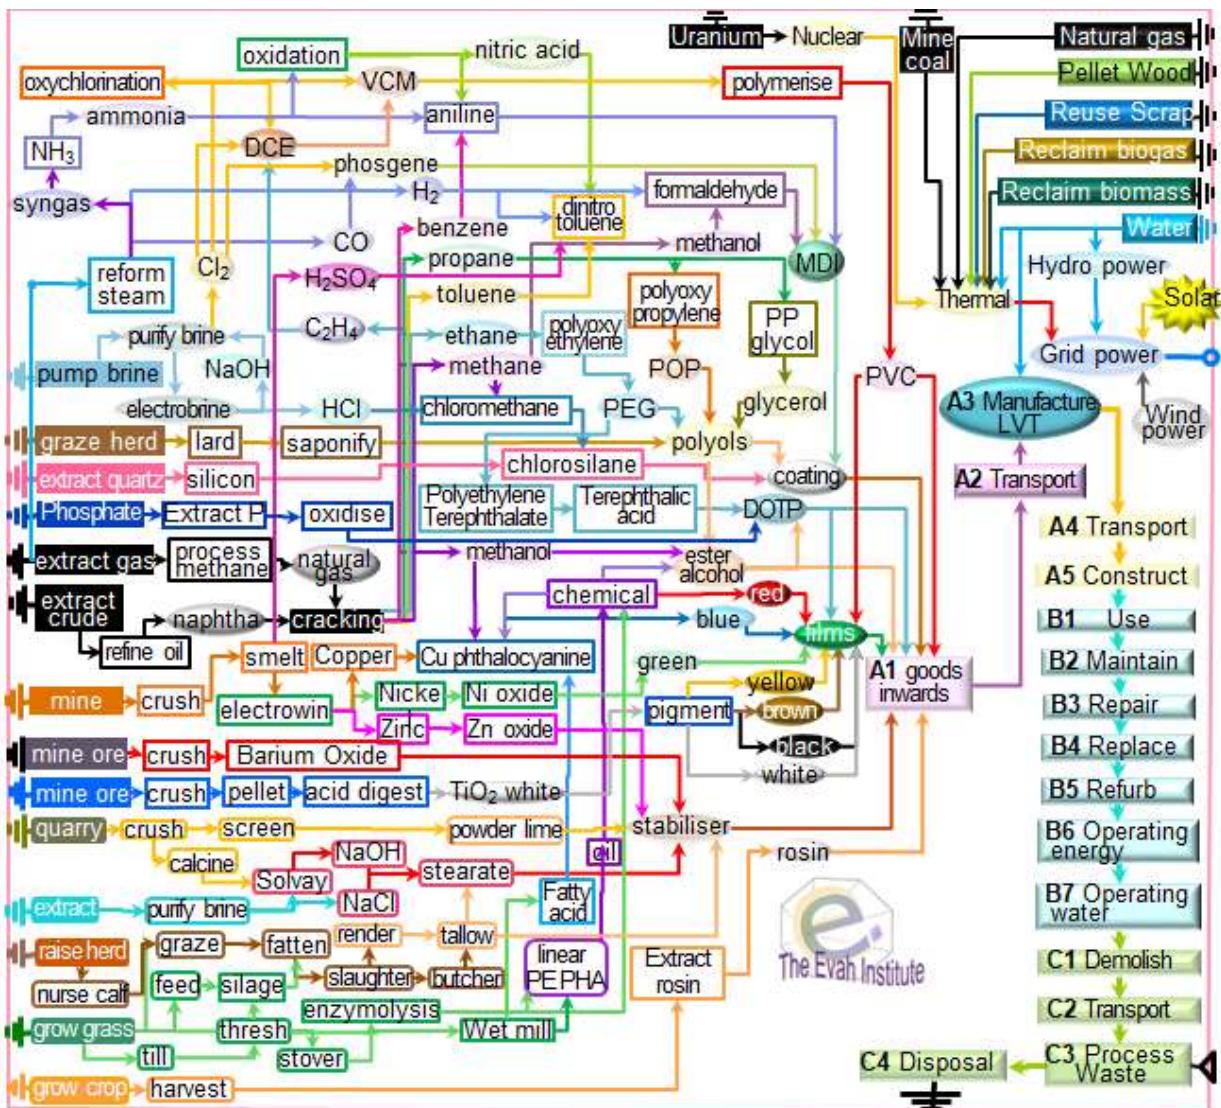 Uranium
Nuclear
Mine
coal
Natural gas
Pellet Wood
Reuse Scrap
Reclaim biogas
Reclaim biomass
Water
oxidation
nitric acid
oxychlorination
VCM
polymerise
ammonia
aniline
NH₃
DCE
phosgene
syngas
H₂
formaldehyde
dinitro
toluene
benzene
methanol
CO
propane
MDI
reform
steam
Cl₂
H₂SO₄
toluene
polyoxy
propylene
PP
glycol
Hydro power
Thermal
Solar
purify brine
C₂H₄
ethane
polyoxy
ethylene
Grid power
pump brine
NaOH
methane
POP
PVC
electrobrine
HCl
chloromethane
PEG
glycerol
A3 Manufacture
LVT
Wind
power
graze herd
lard
saponify
polyols
extract quartz
silicon
chlorosilane
coating
A2 Transport
Phosphate
Extract P
oxidise
Polyethylene
Terephthalate
Terephthalic
acid
DOTP
A4 Transport
extract gas
process
methane
natural
gas
methanol
ester
alcohol
A5 Construct
extract
crude
naphtha
cracking
chemical
red
blue
films
B1 Use
refine oil
smelt
Copper
Cu phthalocyanine
green
A1 goods
inwards
B2 Maintain
mine
crush
electrowin
Nicke
Ni oxide
pigment
yellow
brown
B3 Repair
Zinc
Zn oxide
black
white
B4 Replace
mine ore
crush
Barium Oxide
B5 Refurb
mine ore
crush
pellet
acid digest
TiO₂ white
quarry
crush
screen
powder lime
stabiliser
B6 Operating
energy
calcine
NaOH
oil
rosin
Solvay
stearate
extract
purify brine
NaCl
Fatty
acid
B7 Operating
water
raise herd
graze
fatten
render
tallow
linear
PE PHA
Extract
rosin
The Evah Institute
C1 Demolish
nurse calf
feed
silage
slaughter
butcher
enzymolysis
C2 Transport
grow grass
thresh
Wet mill
till
stover
C4 Disposal
C3 Process
Waste
grow crop
harvest